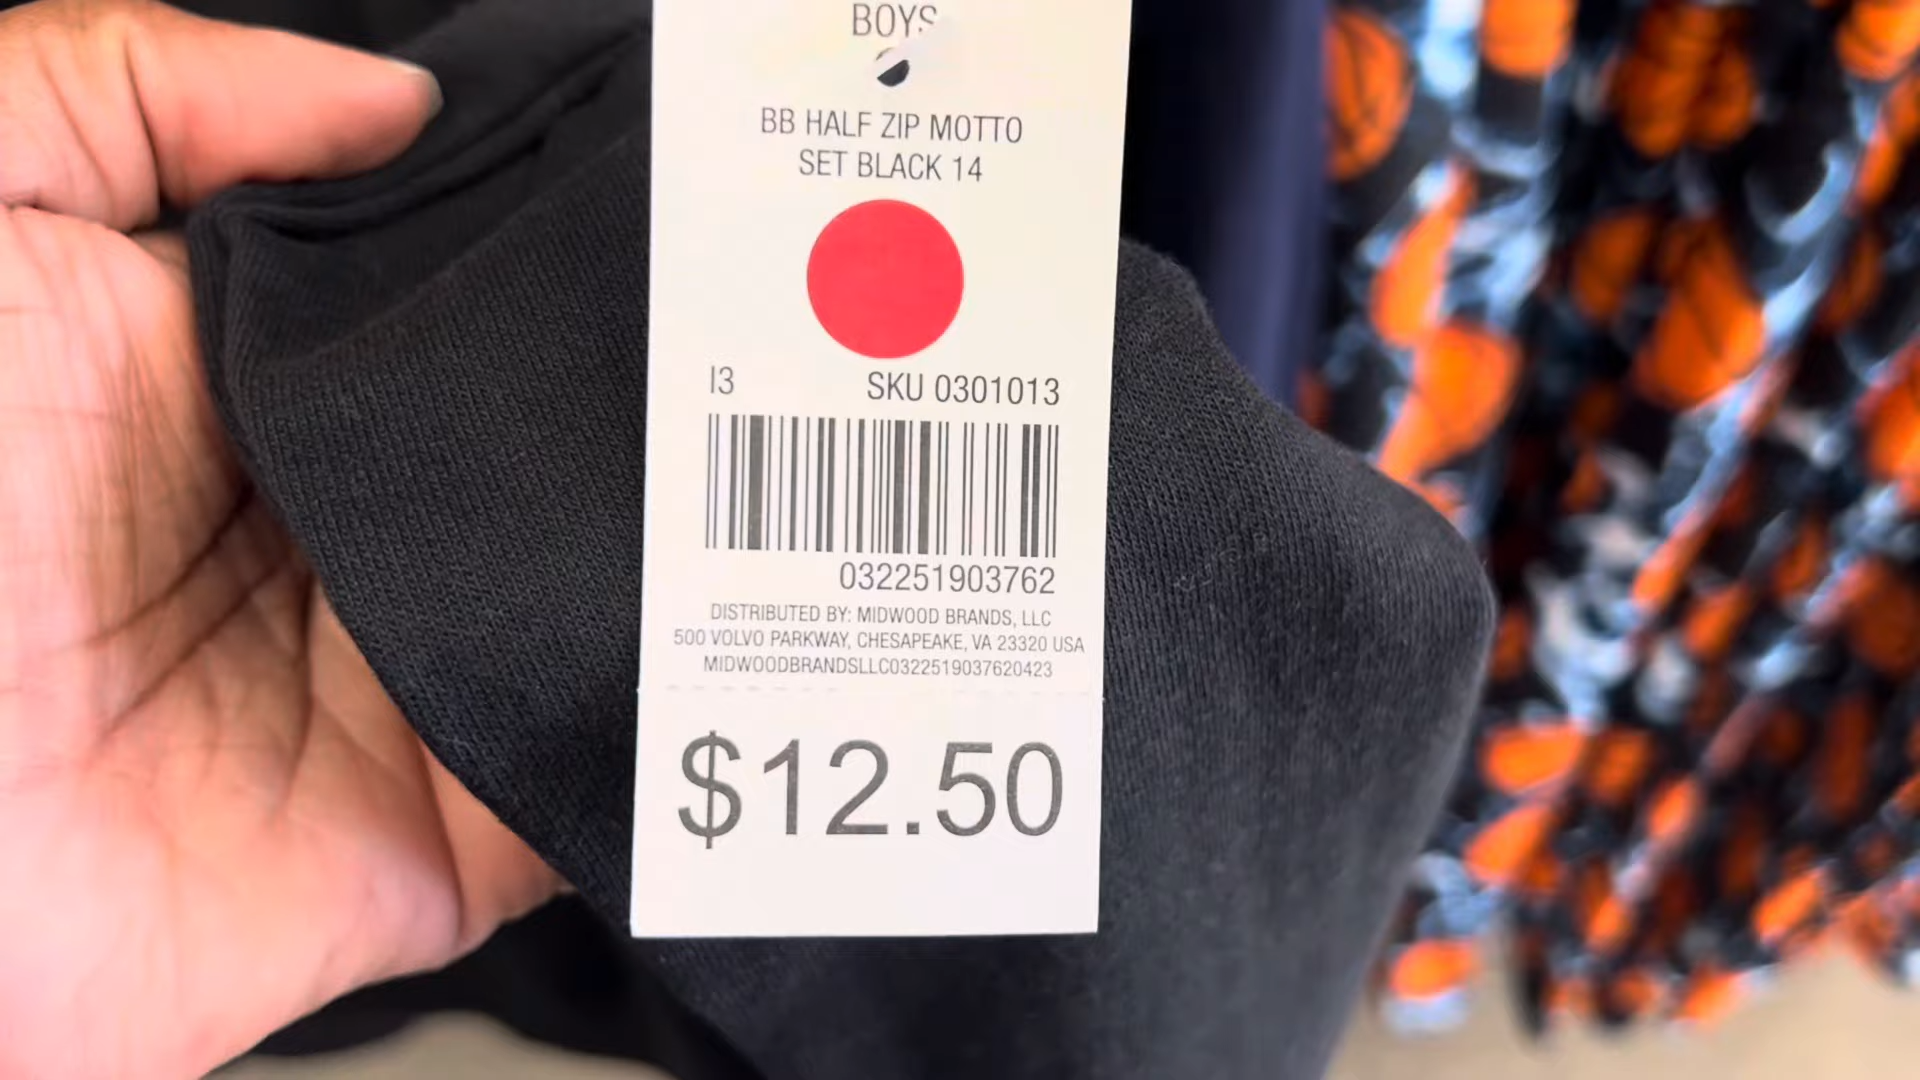 BOYS
BB HALF ZIP MOTTO
SET BLACK 14
I3 SKU 0301013
032251903762
DISTRIBUTED BY: MIDWOOD BRANDS, LLC
500 VOLVO PARKWAY, CHESAPEAKE, VA 23320 USA
MIDWOODBRANDSLLC0322519037620423
$12.50